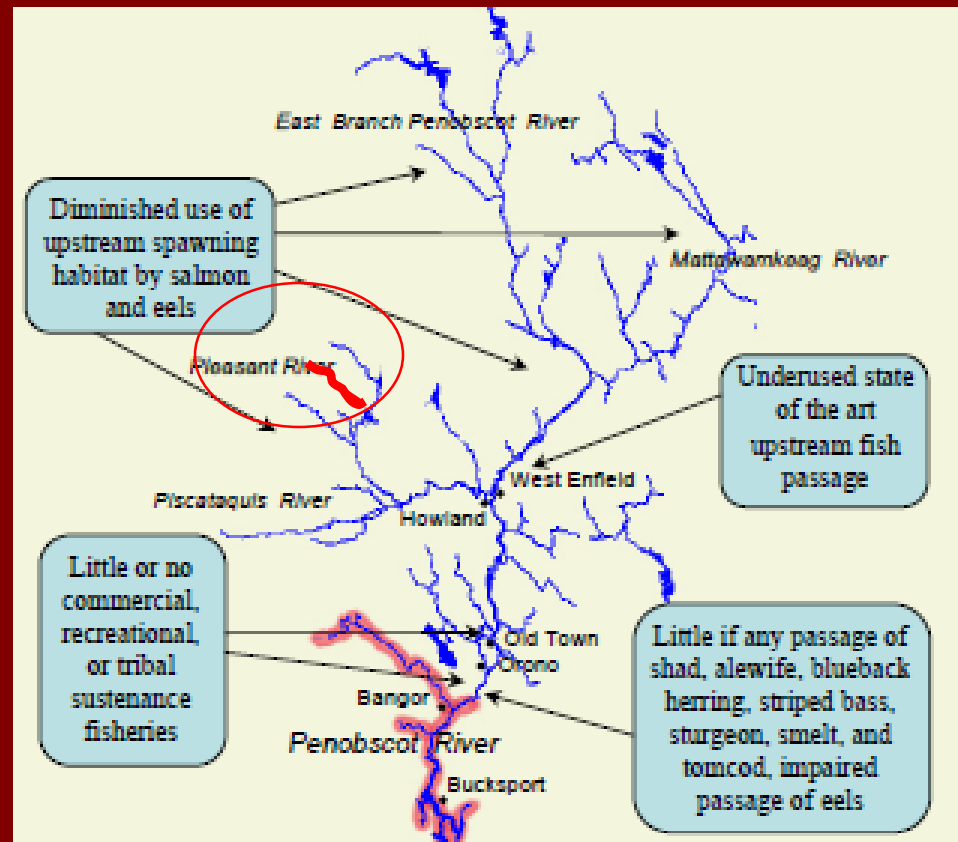 East Branch Penobscot River
Diminished use of
upstream spawning
habitat by salmon
and eels
Mattawamkeag River
Pleasant River
Underused state
of the art
upstream fish
passage
West Enfield
Piscataquis River
Howland
Little or no
commercial,
recreational,
or tribal
sustenance
fisheries
Old Town
Orono
Little if any passage of
shad, alewife, blueback
herring, striped bass,
sturgeon, smelt, and
tomcod, impaired
passage of eels
Bangor
Penobscot River
Bucksport